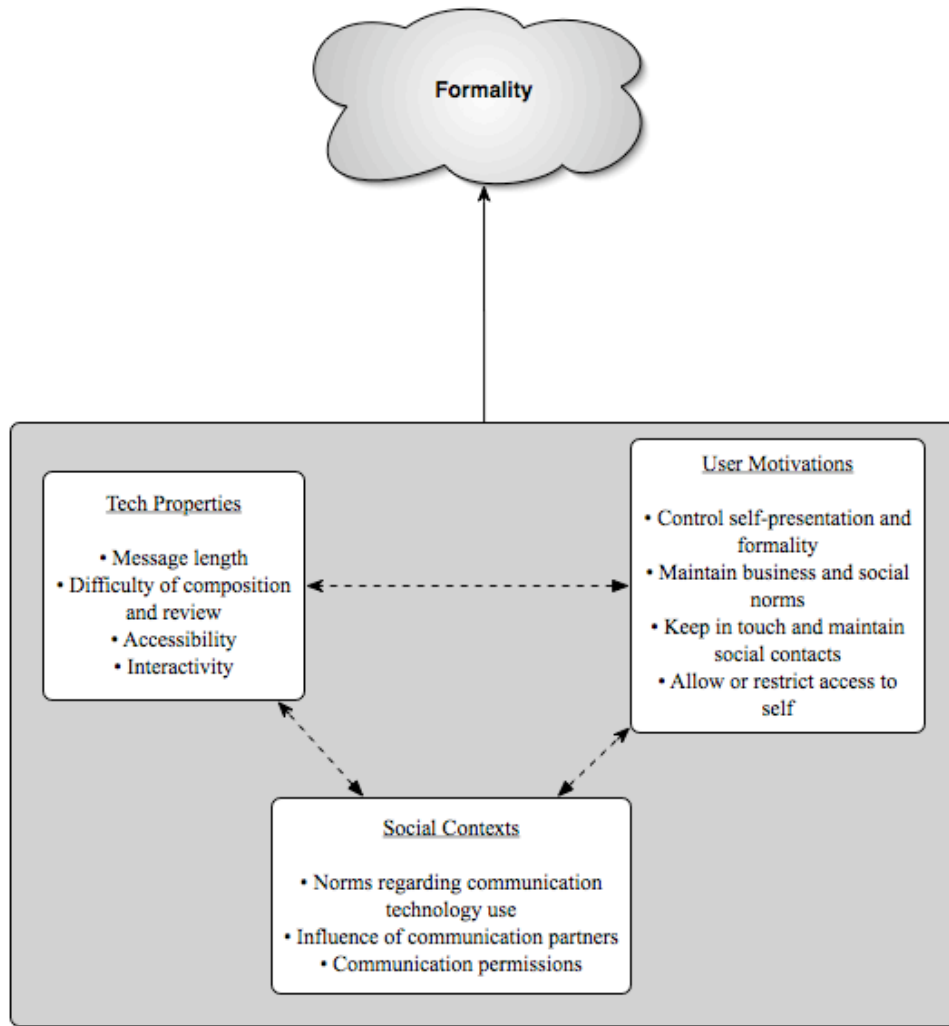 Formality
Tech Properties
• Message length
• Difficulty of composition
and review
• Accessibility
• Interactivity
User Motivations
• Control self-presentation and
formality
• Maintain business and social
norms
• Keep in touch and maintain
social contacts
• Allow or restrict access to
self
Social Contexts
• Norms regarding communication
technology use
• Influence of communication partners
• Communication permissions